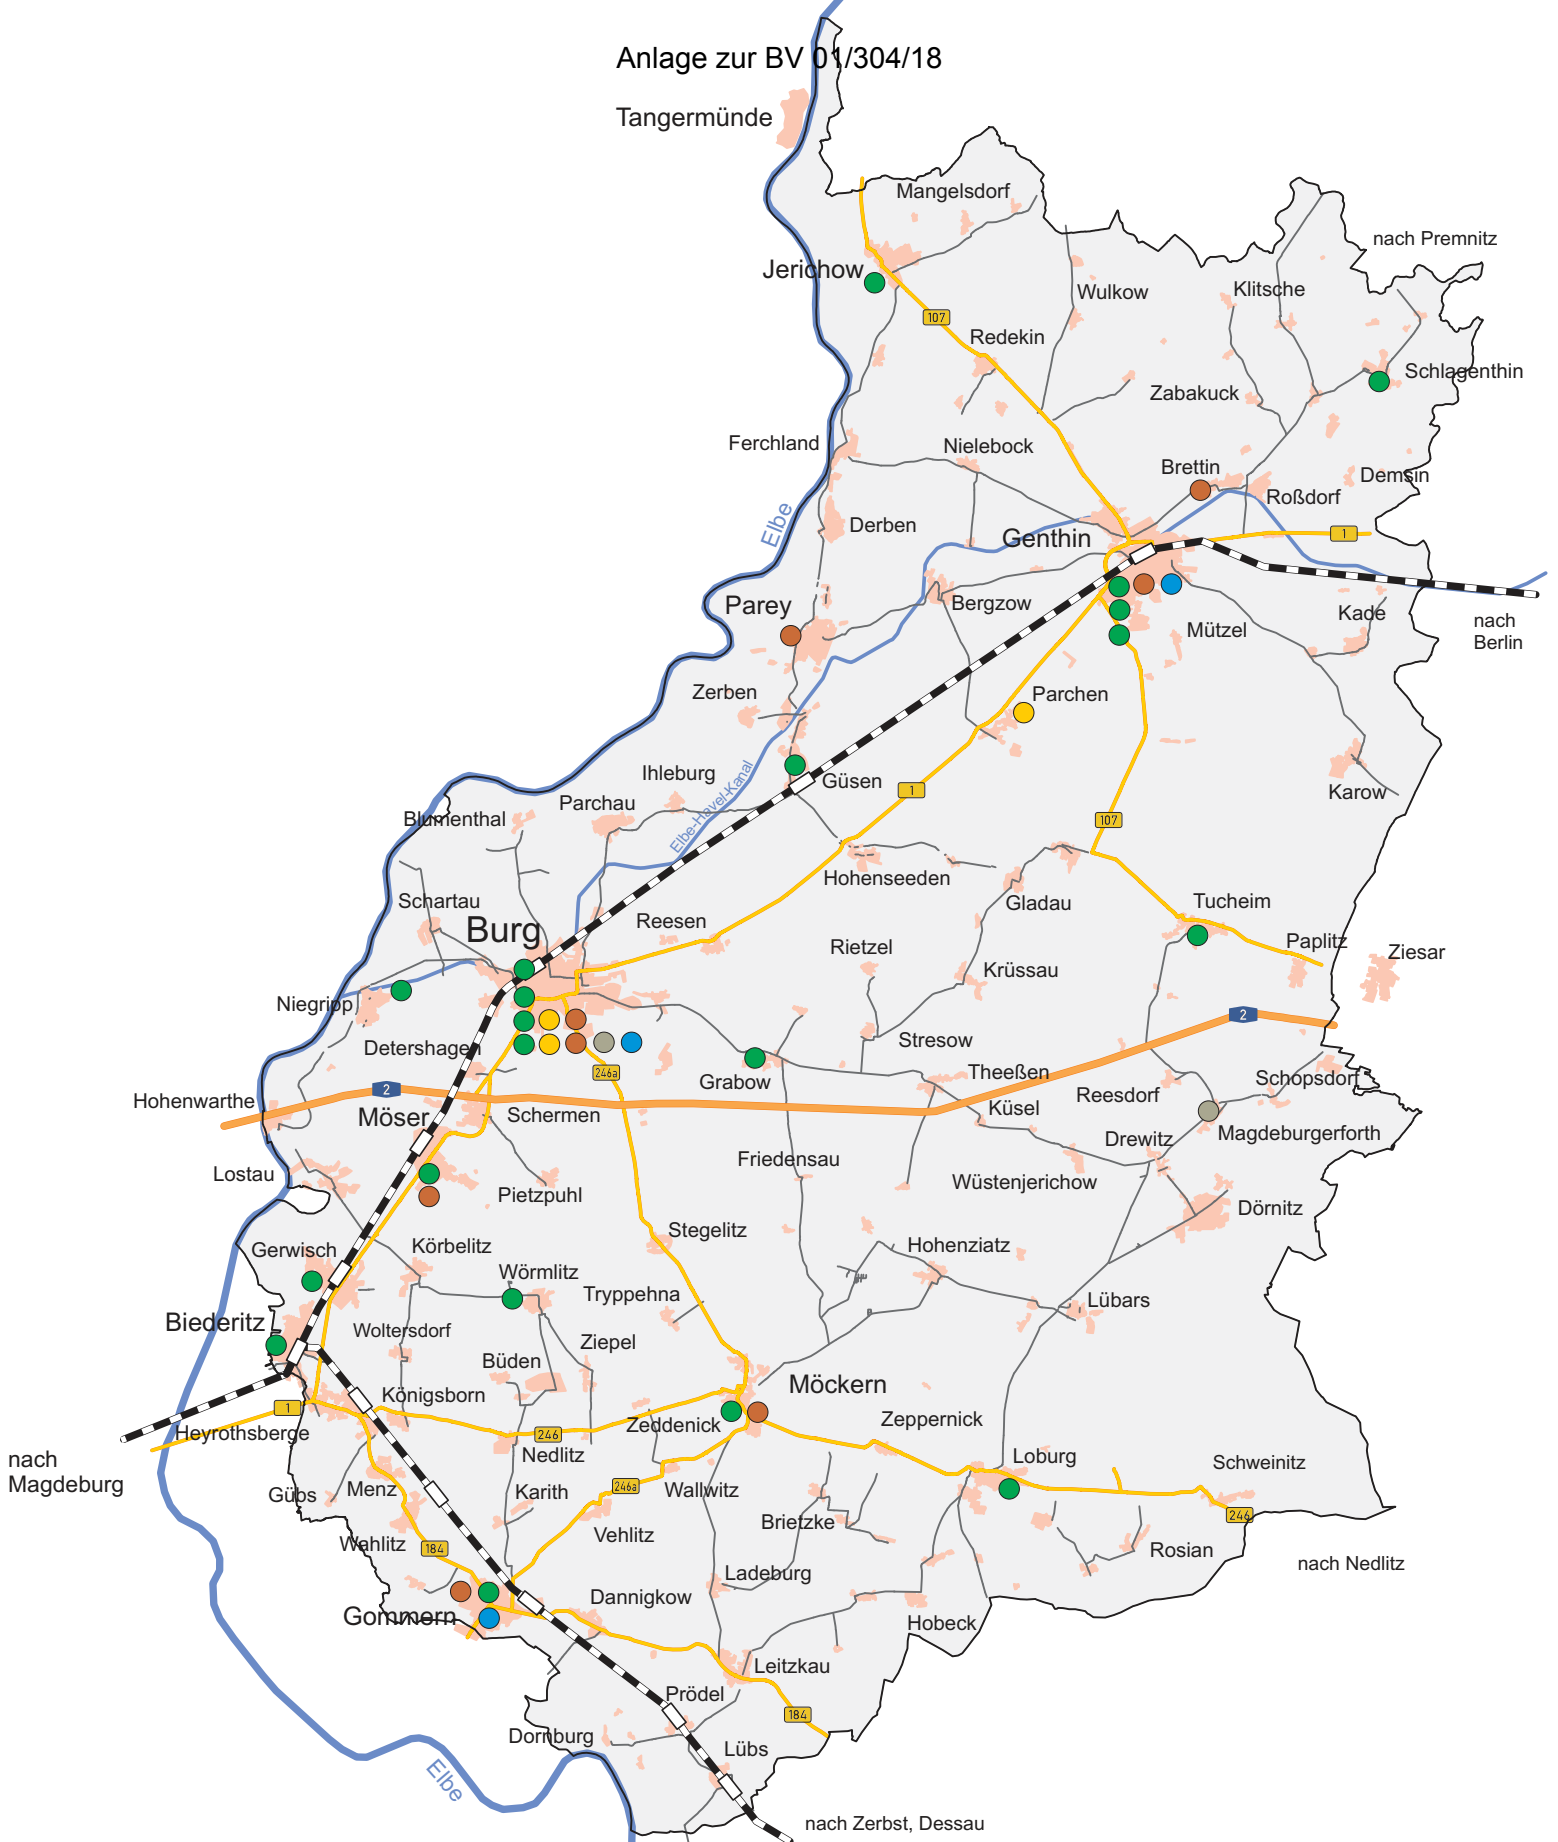 Anlage zur BV 01/304/18
Tangermünde
Mangelsdorf
nach Premnitz
Jerichow
Wulkow
Klitsche
107
Redekin
Schlagenthin
Zabakuck
Ferchland
Nielebock
Brettin
Demsin
Roßdorf
Elbe
Derben
Genthin
1
Parey
Bergzow
Mützel
Kade
nach
Berlin
Zerben
Parchen
Ihleburg
Güsen
1
Karow
Parchau
Elbe-Havel-Kanal
Blumenthal
107
Hohenseeden
Schartau
Gladau
Tucheim
Burg
Reesen
Rietzel
Paplitz
Ziesar
Krüssau
Niegripp
2
Detershagen
Stresow
246a
Grabow
Theeßen
Schopsdorf
2
Hohenwarthe
Möser
Schermen
Küsel
Reesdorf
Magdeburgerforth
Drewitz
Lostau
Friedensau
Pietzpuhl
Wüstenjerichow
Dörnitz
Stegelitz
Gerwisch
Körbelitz
Hohenziatz
Wörmlitz
Tryppehna
Lübars
Biederitz
Woltersdorf
Ziepel
Büden
Möckern
Königsborn
1
Heyrothsberge
246
Zeddenick
Zeppernick
nach
Magdeburg
Nedlitz
Loburg
Schweinitz
Gübs
Menz
Karith
246a
Wallwitz
246
Wahlitz
Vehlitz
Brietzke
184
Rosian
nach Nedlitz
Ladeburg
Gommern
Dannigkow
Hobeck
Leitzkau
Prödel
184
Dornburg
Lübs
Elbe
nach Zerbst, Dessau